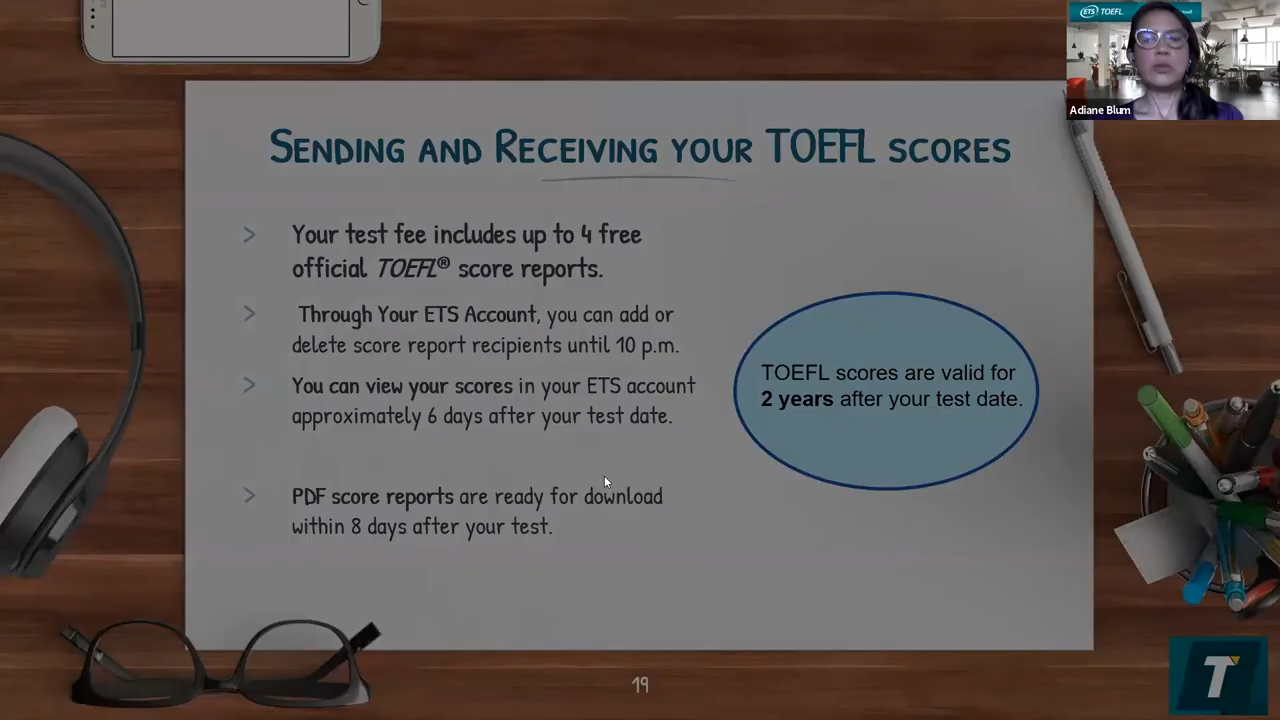 ETS TOEFL
Adiane Blum
Sending and Receiving your TOEFL scores
> Your test fee includes up to 4 free
official TOEFL® score reports.
> Through Your ETS Account, you can add or
delete score report recipients until 10 p.m.
> You can view your scores in your ETS account
approximately 6 days after your test date.
> PDF score reports are ready for download
within 8 days after your test.
TOEFL scores are valid for
2 years after your test date.
19
T